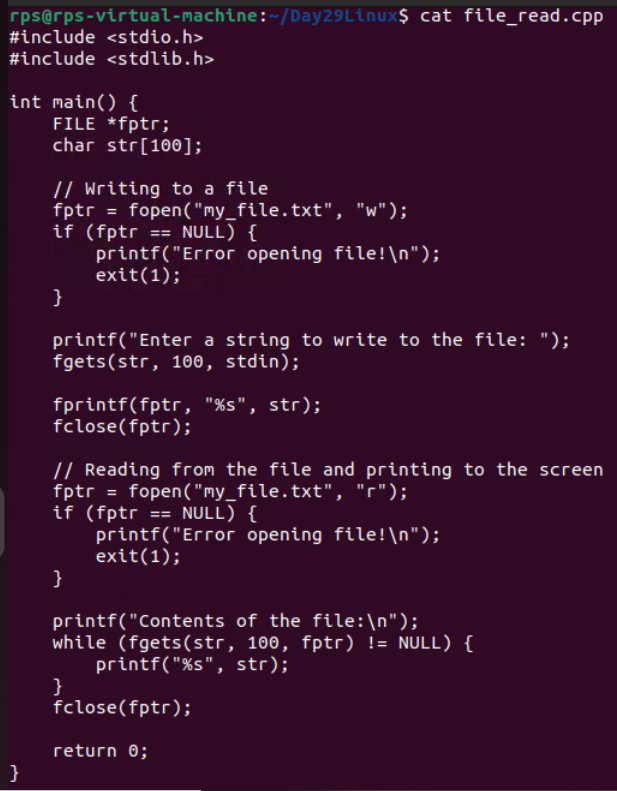 rps@rps-virtual-machine:~/Day29Linux$ cat file_read.cpp
#include <stdio.h>
#include <stdlib.h>

int main() {
    FILE *fptr;
    char str[100];

    // Writing to a file
    fptr = fopen("my_file.txt", "w");
    if (fptr == NULL) {
        printf("Error opening file!\n");
        exit(1);
    }

    printf("Enter a string to write to the file: ");
    fgets(str, 100, stdin);

    fprintf(fptr, "%s", str);
    fclose(fptr);

    // Reading from the file and printing to the screen
    fptr = fopen("my_file.txt", "r");
    if (fptr == NULL) {
        printf("Error opening file!\n");
        exit(1);
    }

    printf("Contents of the file:\n");
    while (fgets(str, 100, fptr) != NULL) {
        printf("%s", str);
    }
    fclose(fptr);

    return 0;
}